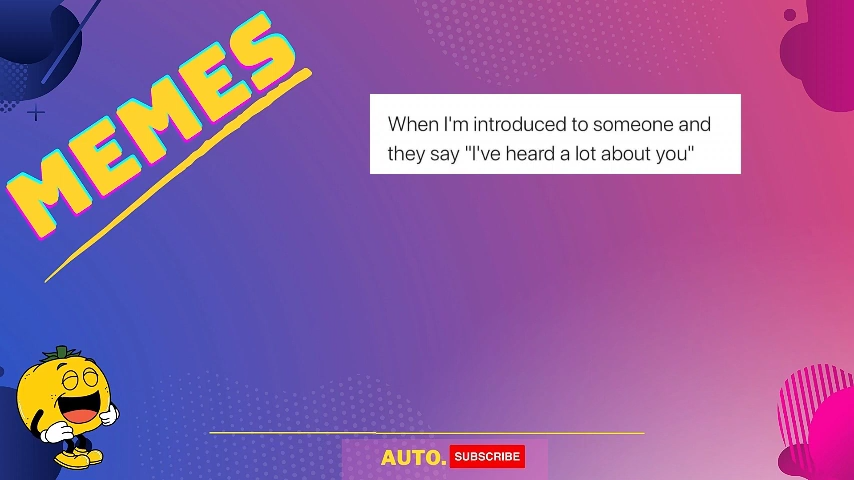 MEMES
When I'm introduced to someone and
they say "I've heard a lot about you"
AUTO. SUBSCRIBE